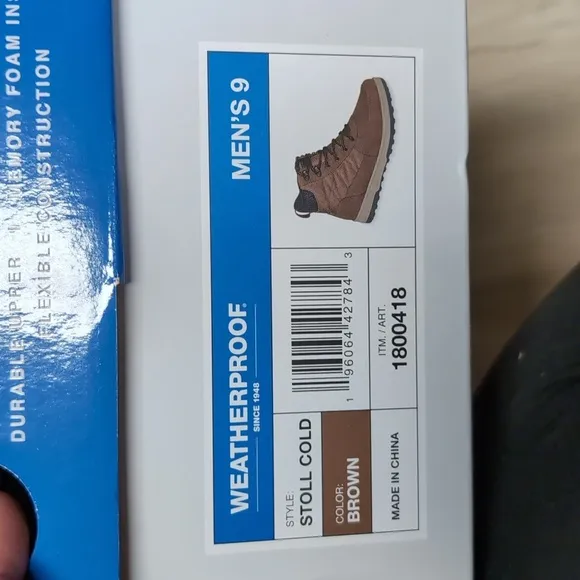 DURABLE UPPER
MEMORY FOAM
FLEXIBLE CONSTRUCTION
WEATHERPROOF®
SINCE 1948
MEN'S 9
STYLE:
STOLL COLD
COLOR:
BROWN
1 96064 42784 3
ITM. / ART.
1800418
MADE IN CHINA